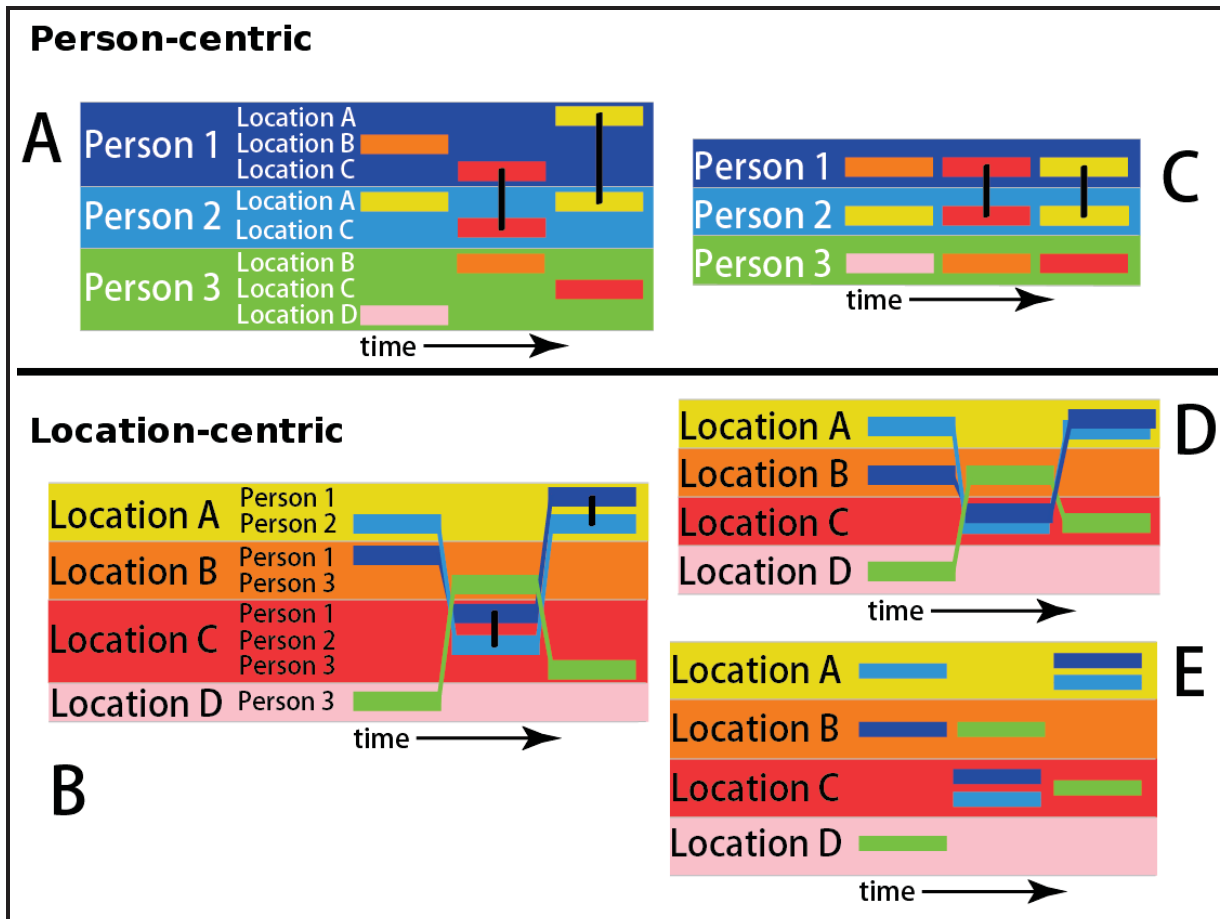 Person-centric
A
Person 1
Location A
Location B
Location C
Person 2
Location A
Location C
Person 3
Location B
Location C
Location D
time
C
Person 1
Person 2
Person 3
time
Location-centric
Location A
Person 1
Person 2
Location B
Person 1
Person 3
Location C
Person 1
Person 2
Person 3
Location D
Person 3
time
B
D
Location A
Location B
Location C
Location D
time
E
Location A
Location B
Location C
Location D
time